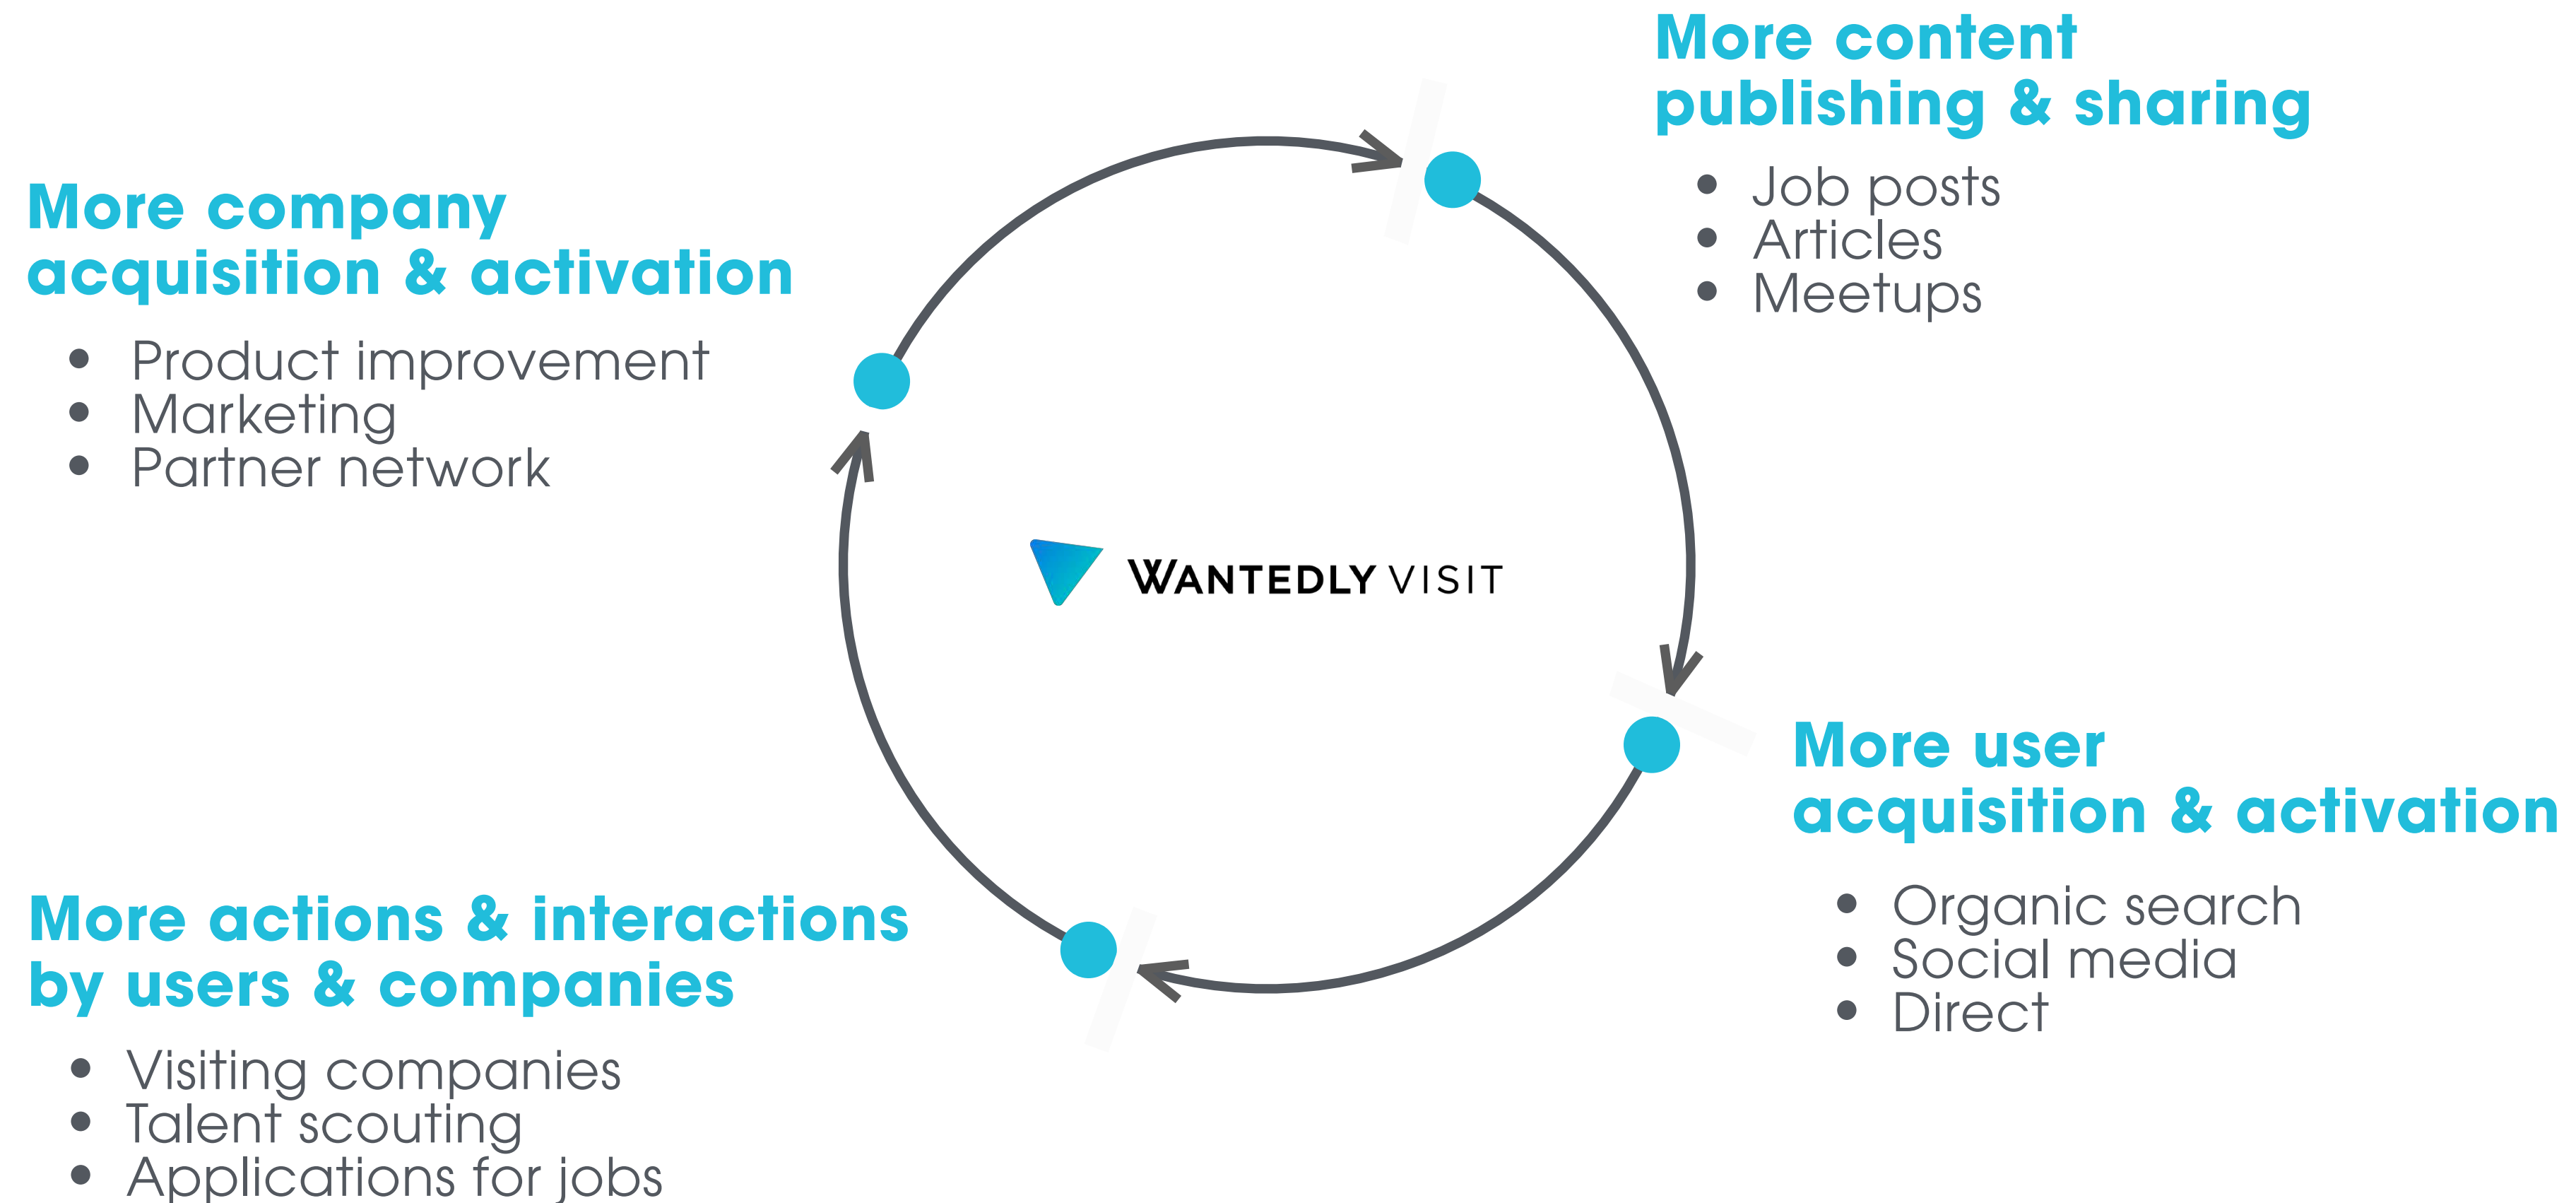 More company
acquisition & activation
• Product improvement
• Marketing
• Partner network
More content
publishing & sharing
• Job posts
• Articles
• Meetups
WANTEDLY VISIT
More user
acquisition & activation
• Organic search
• Social media
• Direct
More actions & interactions
by users & companies
• Visiting companies
• Talent scouting
• Applications for jobs